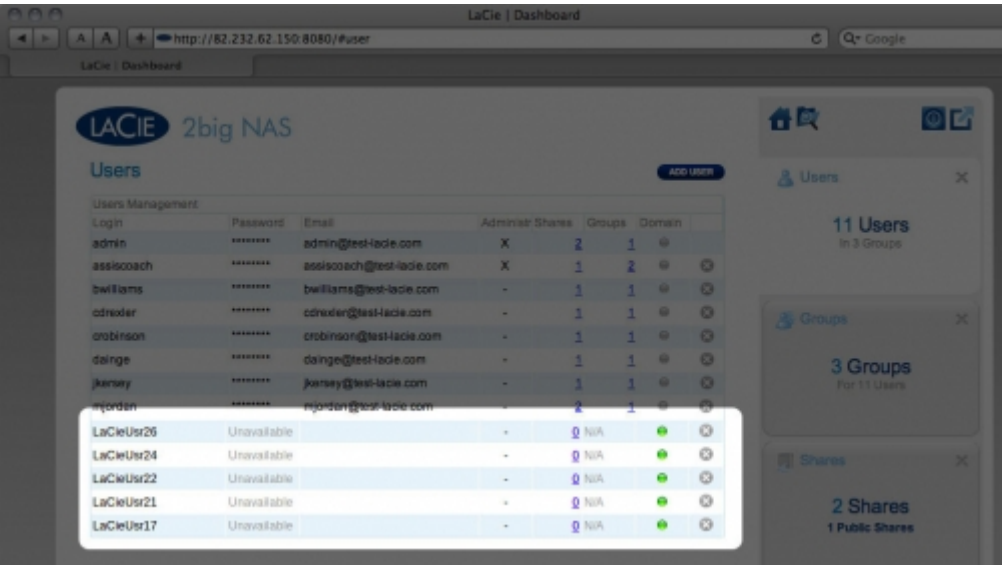 LaCie | Dashboard
A A + http://82.232.62.150:8080/#user Google
LaCie | Dashboard
LACIE 2big NAS
Users ADD USER
Users Management
Login Password Email Administr Shares Groups Domain
admin ******** admin@test-lacie.com X 2 1
assiscoach ******** assiscoach@test-lacie.com X 1 2
bwilliams ******** bwilliams@test-lacie.com - 1 1
cdrexler ******** cdrexler@test-lacie.com - 1 1
crobinson ******** crobinson@test-lacie.com - 1 1
dainge ******** dainge@test-lacie.com - 1 1
jkersey ******** jkersey@test-lacie.com - 1 1
mjordan ******** mjordan@test-lacie.com - 2 1
LaCieUsr26 Unavailable - 0 N/A
LaCieUsr24 Unavailable - 0 N/A
LaCieUsr22 Unavailable - 0 N/A
LaCieUsr21 Unavailable - 0 N/A
LaCieUsr17 Unavailable - 0 N/A
Users
11 Users
In 3 Groups
Groups
3 Groups
For 11 Users
Shares
2 Shares
1 Public Shares